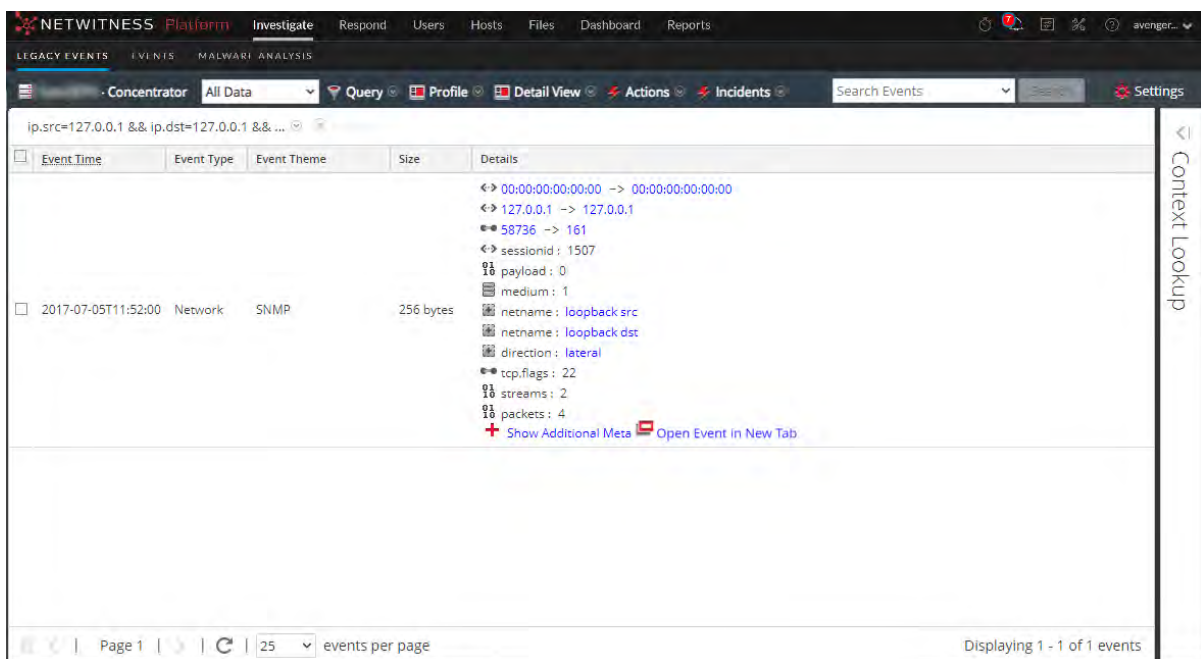 NETWITNESS Platform Investigate Respond Users Hosts Files Dashboard Reports 7 avenger...
LEGACY EVENTS EVENTS MALWARE ANALYSIS
- Concentrator All Data Query Profile Detail View Actions Incidents Search Events Settings
ip.src=127.0.0.1 && ip.dst=127.0.0.1 && ...
Event Time Event Type Event Theme Size Details
00:00:00:00:00:00 -> 00:00:00:00:00:00
127.0.0.1 -> 127.0.0.1
58736 -> 161
sessionid : 1507
payload : 0
medium : 1
2017-07-05T11:52:00 Network SNMP 256 bytes
netname : loopback src
netname : loopback dst
direction : lateral
tcp.flags : 22
streams : 2
packets : 4
Show Additional Meta Open Event in New Tab
Context Lookup
Page 1 25 events per page Displaying 1 - 1 of 1 events